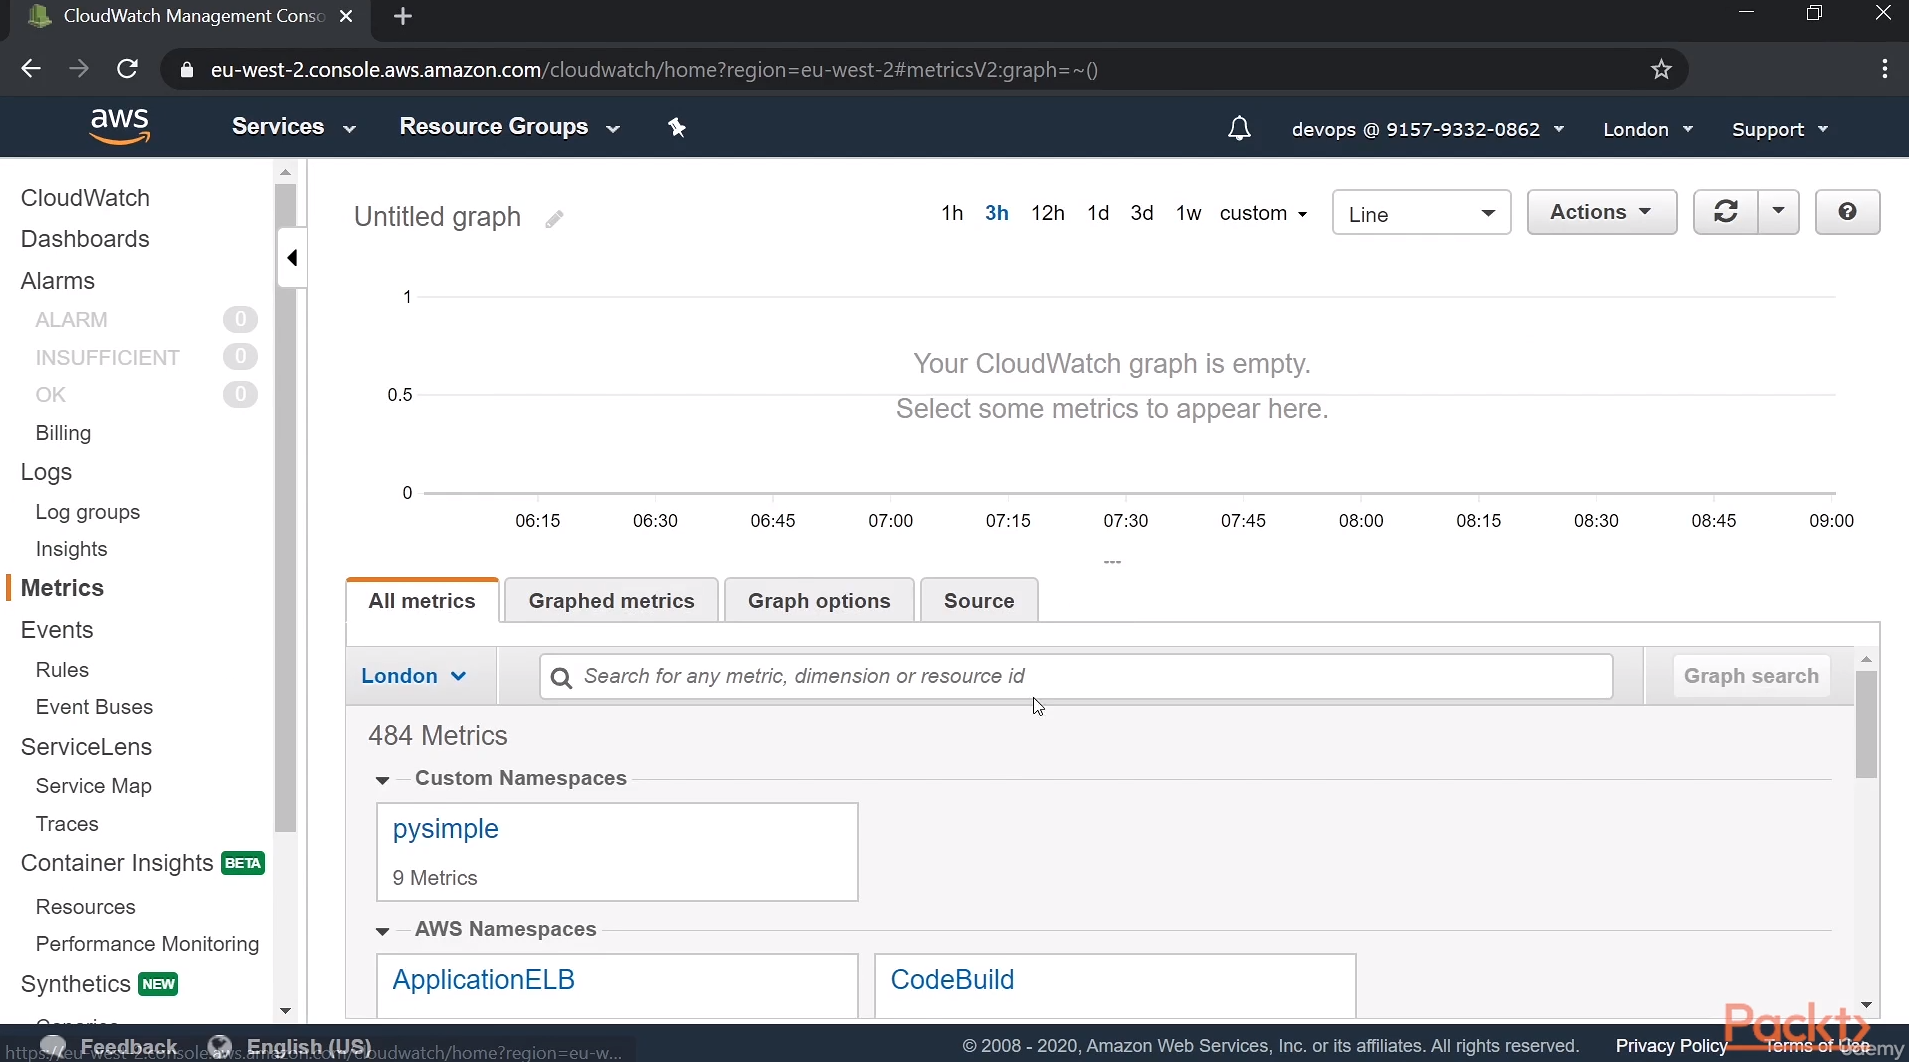 CloudWatch Management Conso
eu-west-2.console.aws.amazon.com/cloudwatch/home?region=eu-west-2#metricsV2:graph=~()
aws
Services
Resource Groups
devops @ 9157-9332-0862
London
Support
CloudWatch
Dashboards
Alarms
ALARM 0
INSUFFICIENT 0
OK 0
Billing
Logs
Log groups
Insights
Metrics
Events
Rules
Event Buses
ServiceLens
Service Map
Traces
Container Insights BETA
Resources
Performance Monitoring
Synthetics NEW
Untitled graph
1h 3h 12h 1d 3d 1w custom
Line
Actions
?
1
0.5
0
Your CloudWatch graph is empty.
Select some metrics to appear here.
06:15 06:30 06:45 07:00 07:15 07:30 07:45 08:00 08:15 08:30 08:45 09:00
All metrics
Graphed metrics
Graph options
Source
London
Search for any metric, dimension or resource id
Graph search
484 Metrics
Custom Namespaces
pysimple
9 Metrics
AWS Namespaces
ApplicationELB
CodeBuild
Feedback
English (US)
https://eu-west-2.console.aws.amazon.com/cloudwatch/home?region=eu-w...
© 2008 - 2020, Amazon Web Services, Inc. or its affiliates. All rights reserved.
Privacy Policy
Terms of Use
Packt>
Udemy